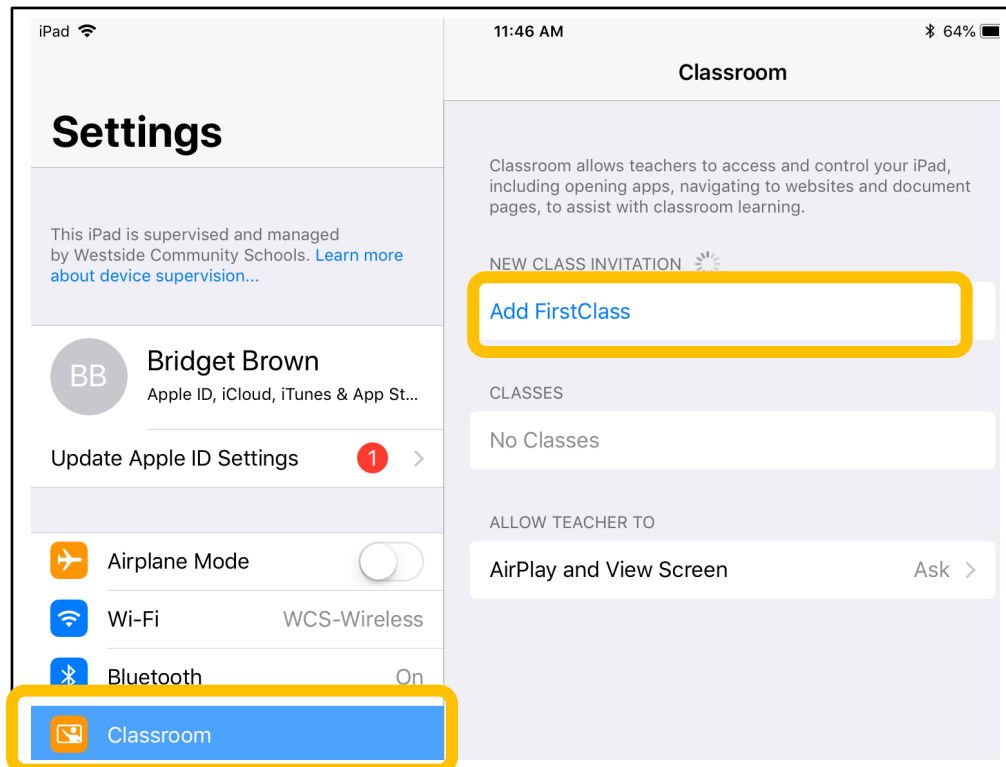 iPad
11:46 AM
64%
Settings
This iPad is supervised and managed
by Westside Community Schools. Learn more
about device supervision...
BB
Bridget Brown
Apple ID, iCloud, iTunes & App St...
Update Apple ID Settings
1
Airplane Mode
Wi-Fi
WCS-Wireless
Bluetooth
On
Classroom
Classroom
Classroom allows teachers to access and control your iPad,
including opening apps, navigating to websites and document
pages, to assist with classroom learning.
NEW CLASS INVITATION
Add FirstClass
CLASSES
No Classes
ALLOW TEACHER TO
AirPlay and View Screen
Ask